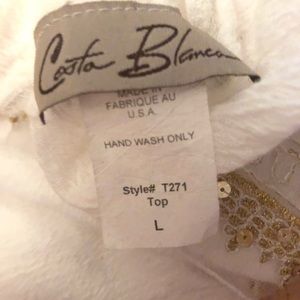 Costa Blanca
MADE IN
FABRIQUE AU
U.S.A.
HAND WASH ONLY
Style# T271
Top
L